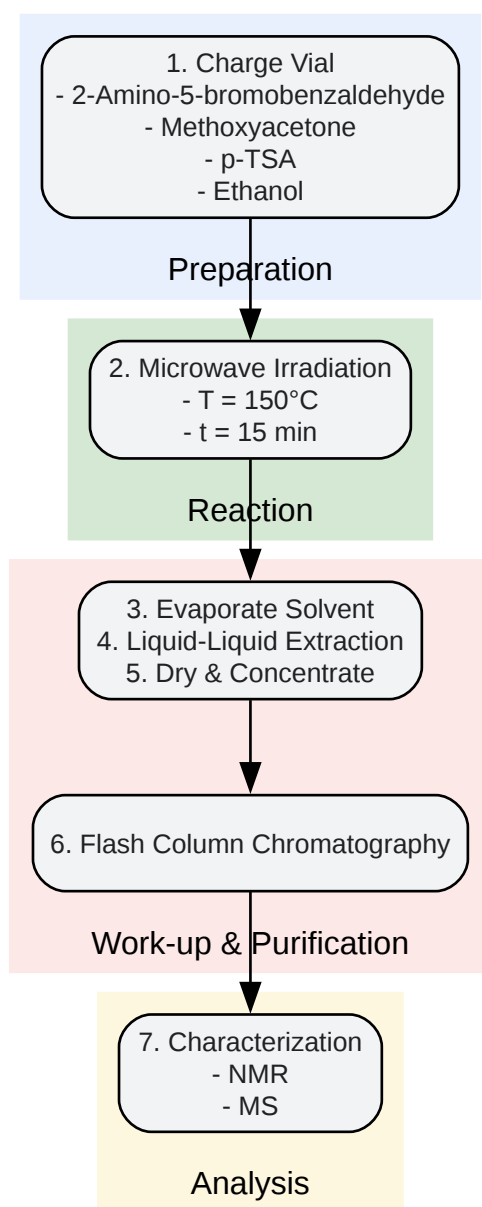 1. Charge Vial
- 2-Amino-5-bromobenzaldehyde
- Methoxyacetone
- p-TSA
- Ethanol
Preparation
2. Microwave Irradiation
- T = 150°C
- t = 15 min
Reaction
3. Evaporate Solvent
4. Liquid-Liquid Extraction
5. Dry & Concentrate
6. Flash Column Chromatography
Work-up & Purification
7. Characterization
- NMR
- MS
Analysis